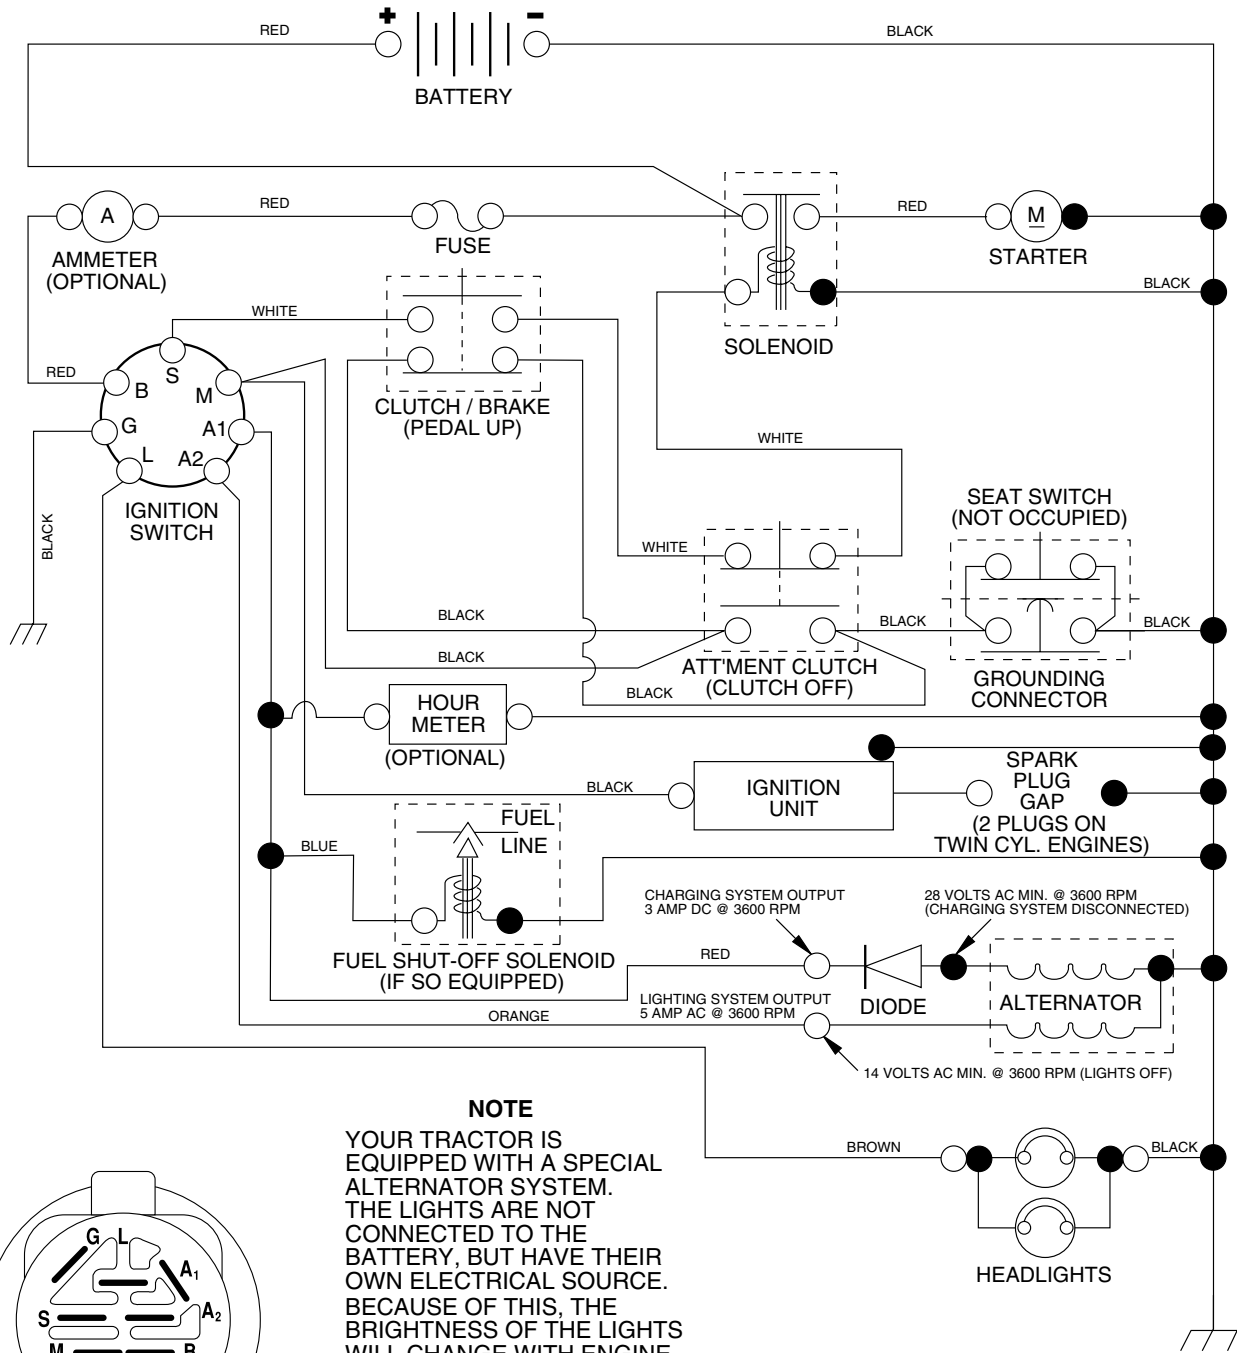 + -
RED
BLACK
BATTERY
A
RED
RED
M
AMMETER
(OPTIONAL)
FUSE
STARTER
WHITE
BLACK
SOLENOID
RED
B
S
M
G
A1
L
A2
CLUTCH / BRAKE
(PEDAL UP)
WHITE
IGNITION
SWITCH
BLACK
SEAT SWITCH
(NOT OCCUPIED)
WHITE
BLACK
BLACK
BLACK
BLACK
BLACK
ATT'MENT CLUTCH
(CLUTCH OFF)
GROUNDING
CONNECTOR
HOUR
METER
(OPTIONAL)
BLACK
IGNITION
UNIT
SPARK
PLUG
GAP
(2 PLUGS ON
TWIN CYL. ENGINES)
FUEL
LINE
BLUE
CHARGING SYSTEM OUTPUT
3 AMP DC @ 3600 RPM
28 VOLTS AC MIN. @ 3600 RPM
(CHARGING SYSTEM DISCONNECTED)
FUEL SHUT-OFF SOLENOID
(IF SO EQUIPPED)
RED
LIGHTING SYSTEM OUTPUT
5 AMP AC @ 3600 RPM
DIODE
ALTERNATOR
ORANGE
14 VOLTS AC MIN. @ 3600 RPM (LIGHTS OFF)
NOTE
YOUR TRACTOR IS
EQUIPPED WITH A SPECIAL
ALTERNATOR SYSTEM.
THE LIGHTS ARE NOT
CONNECTED TO THE
BATTERY, BUT HAVE THEIR
OWN ELECTRICAL SOURCE.
BECAUSE OF THIS, THE
BRIGHTNESS OF THE LIGHTS
WILL CHANGE WITH ENGINE
BROWN
BLACK
HEADLIGHTS
G L
A1
S
A2
M
B